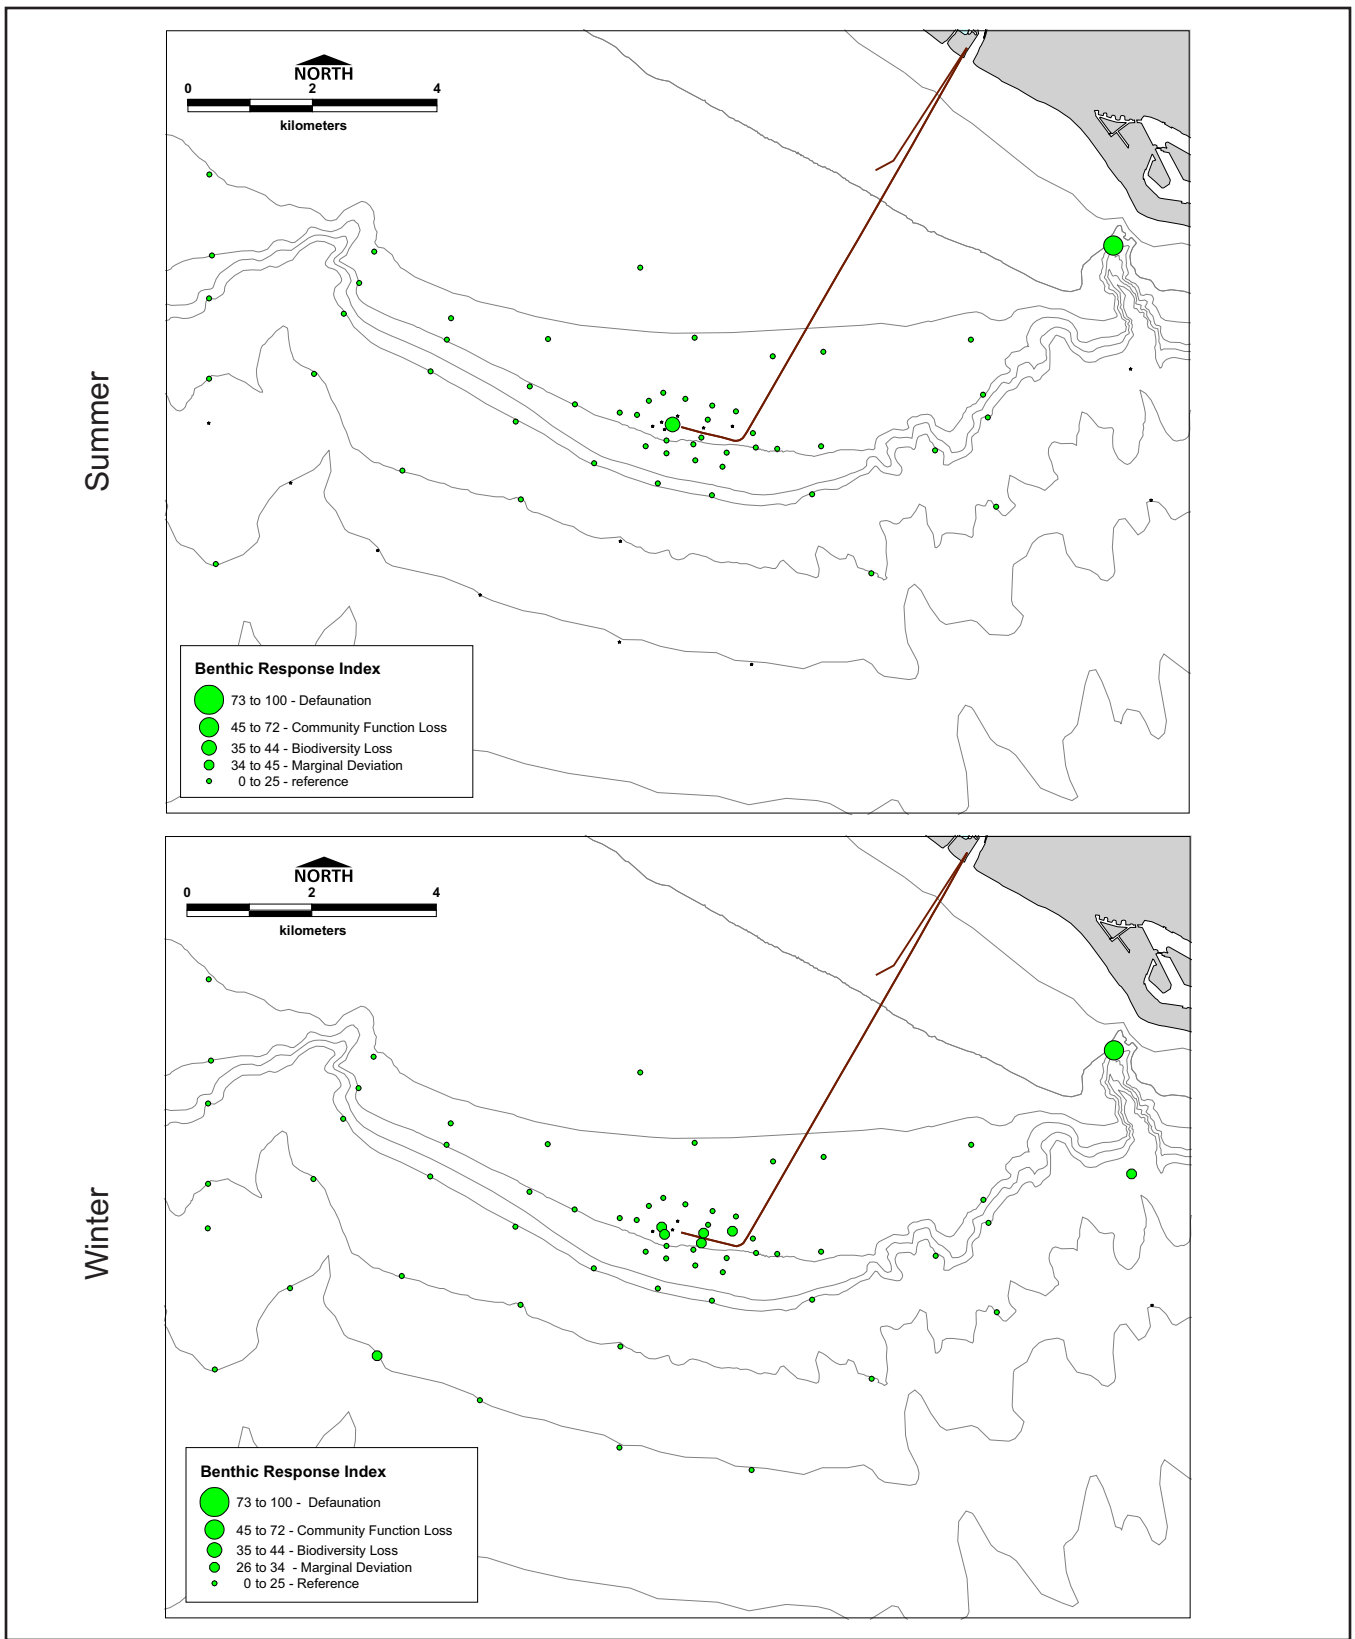 Summer
NORTH
0 2 4
kilometers
Benthic Response Index
73 to 100 - Defaunation
45 to 72 - Community Function Loss
35 to 44 - Biodiversity Loss
34 to 45 - Marginal Deviation
0 to 25 - reference
Winter
NORTH
0 2 4
kilometers
Benthic Response Index
73 to 100 - Defaunation
45 to 72 - Community Function Loss
35 to 44 - Biodiversity Loss
26 to 34 - Marginal Deviation
0 to 25 - Reference